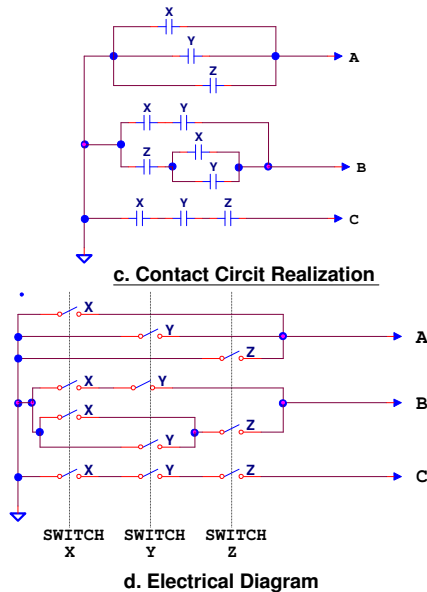 X
Y
A
Z
X Y
X
Z
B
Y
X Y Z
C
c. Contact Circit Realization
X
Y
A
Z
X Y
B
X
Z
Y
X Y Z
C
SWITCH SWITCH SWITCH
X Y Z
d. Electrical Diagram